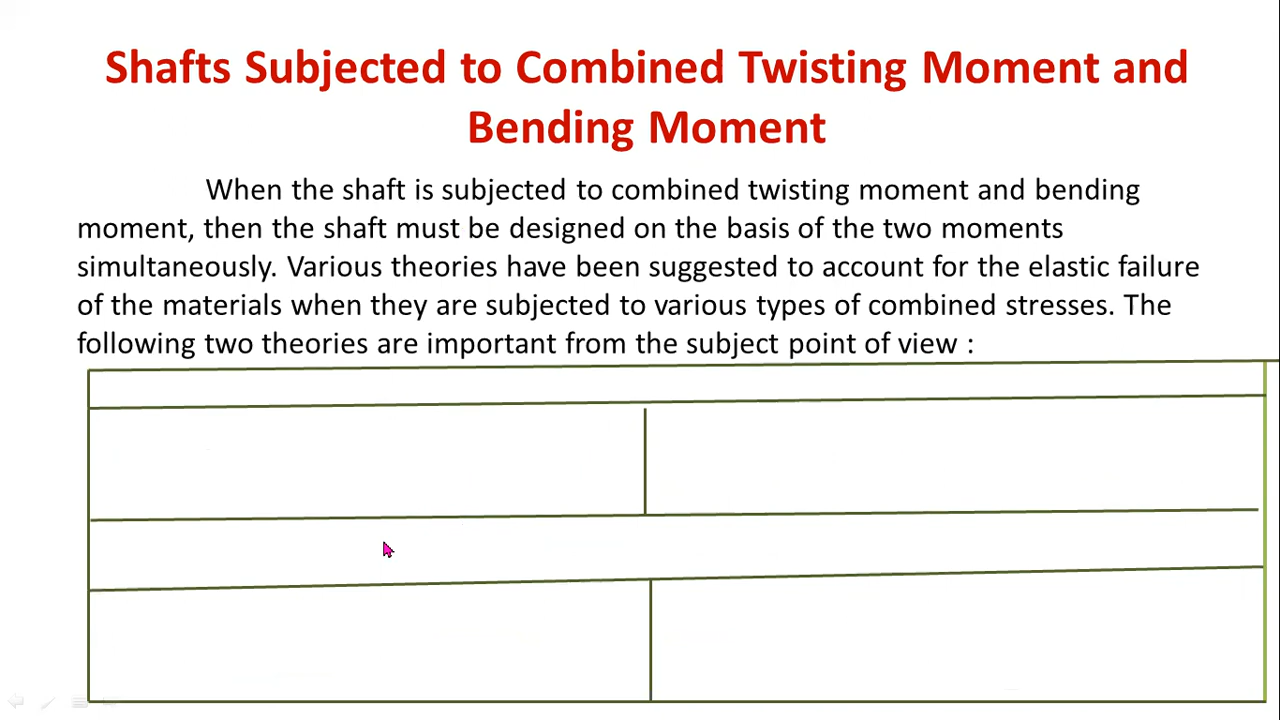 Shafts Subjected to Combined Twisting Moment and
Bending Moment
When the shaft is subjected to combined twisting moment and bending
moment, then the shaft must be designed on the basis of the two moments
simultaneously. Various theories have been suggested to account for the elastic failure
of the materials when they are subjected to various types of combined stresses. The
following two theories are important from the subject point of view :